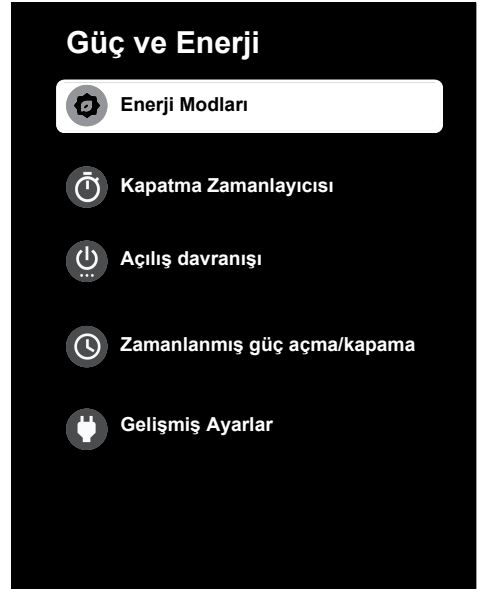 Güç ve Enerji
Enerji Modları
Kapatma Zamanlayıcısı
Açılış davranışı
Zamanlanmış güç açma/kapama
Gelişmiş Ayarlar